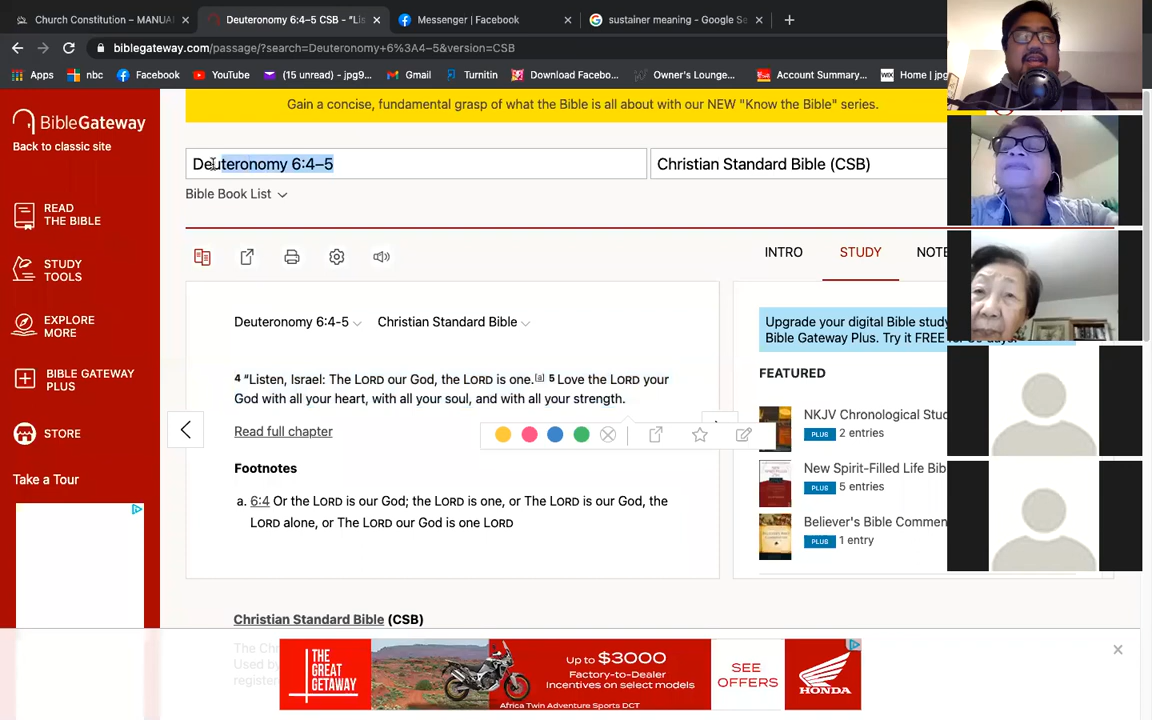 Church Constitution — MANUA
Deuteronomy 6:4–5 CSB - "Lis
Messenger | Facebook
sustainer meaning - Google Se
biblegateway.com/passage/?search=Deuteronomy+6%3A4–5&version=CSB
Apps
nbc
Facebook
YouTube
(15 unread) - jpg9...
Gmail
Turnitin
Download Facebo...
Owner's Lounge...
Account Summary...
WIX
Home | jpg
Gain a concise, fundamental grasp of what the Bible is all about with our NEW "Know the Bible" series.
BibleGateway
Back to classic site
READ
THE BIBLE
STUDY
TOOLS
EXPLORE
MORE
BIBLE GATEWAY
PLUS
STORE
Take a Tour
Deuteronomy 6:4–5
Christian Standard Bible (CSB)
Bible Book List
INTRO
STUDY
NOTE
Deuteronomy 6:4-5
Christian Standard Bible
4 "Listen, Israel: The LORD our God, the LORD is one.[a] 5 Love the LORD your
God with all your heart, with all your soul, and with all your strength.
Read full chapter
Footnotes
a. 6:4 Or the LORD is our God; the LORD is one, or The LORD is our God, the
LORD alone, or The LORD our God is one LORD
Upgrade your digital Bible study
Bible Gateway Plus. Try it FREE
FEATURED
NKJV Chronological Stud
PLUS 2 entries
New Spirit-Filled Life Bib
PLUS 5 entries
Believer's Bible Commen
PLUS 1 entry
Christian Standard Bible (CSB)
The Ch
Used by
register
THE
GREAT
GETAWAY
Up to $3000
Factory-to-Dealer
Incentives on select models
Africa Twin Adventure Sports DCT
SEE
OFFERS
HONDA